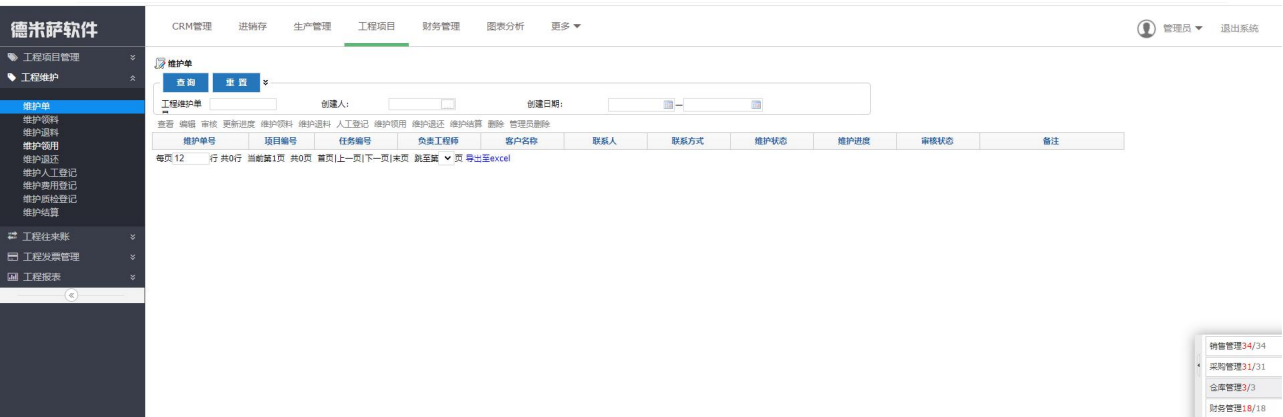 德米萨软件
CRM管理 进销存 生产管理 工程项目 财务管理 图表分析 更多
管理员 退出系统
工程项目管理
工程维护
维护单
维护领料
维护退料
维护领用
维护退还
维护人工登记
维护费用登记
维护质检登记
维护结算
工程往来账
工程发票管理
工程报表
维护单
查询 重置
工程维护单 创建人: 创建日期: —
查看 编辑 审核 更新进度 维护领料 维护退料 人工登记 维护领用 维护退还 维护结算 删除 管理员删除
维护单号 项目编号 任务编号 负责工程师 客户名称 联系人 联系方式 维护状态 维护进度 审核状态 备注
每页 12 行 共0行 当前第1页 共0页 首页|上一页|下一页|末页 跳至第 页 导出至excel
销售管理34/34
采购管理31/31
仓库管理3/3
财务管理18/18